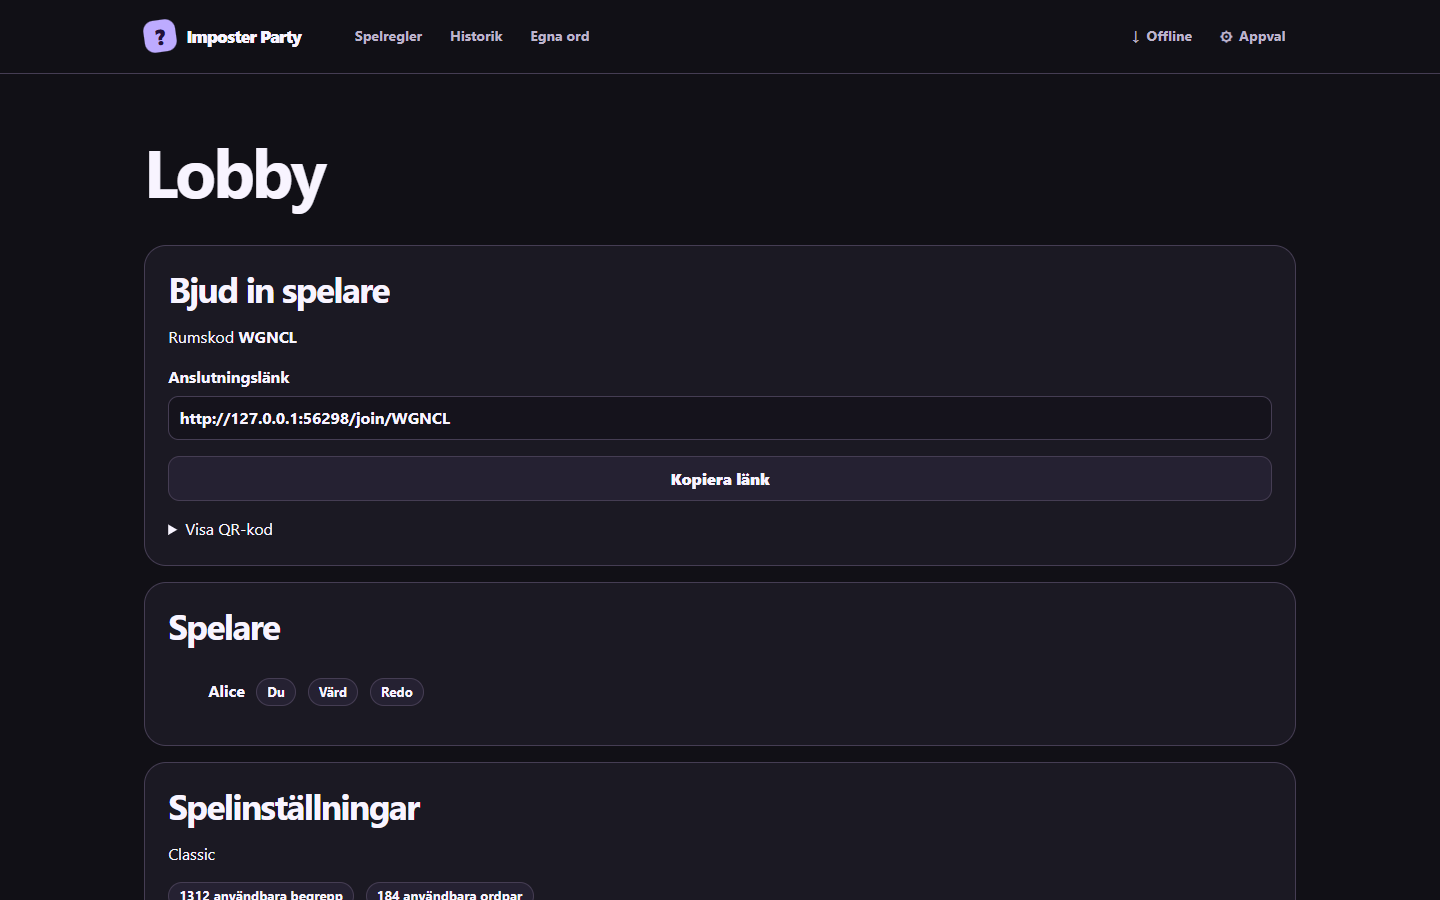 ? Imposter Party
Spelregler
Historik
Egna ord
↓ Offline
⚙ Appval
Lobby
Bjud in spelare
Rumskod WGNCL
Anslutningslänk
http://127.0.0.1:56298/join/WGNCL
Kopiera länk
▶ Visa QR-kod
Spelare
Alice Du Värd Redo
Spelinställningar
Classic
1312 användbara begrepp 184 användbara ordpar